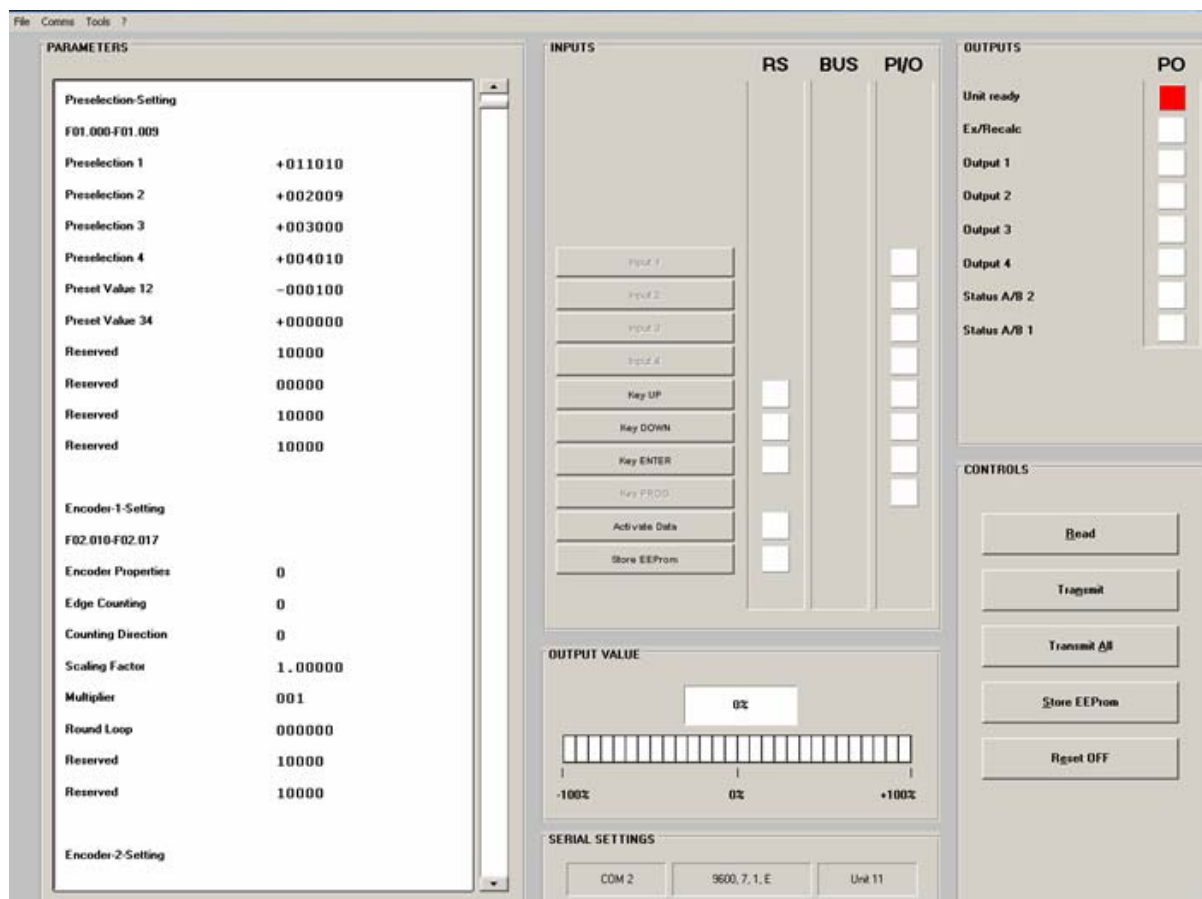 File Comms Tools ?
PARAMETERS
Preselection-Setting
F01.000-F01.009
Preselection 1 +011010
Preselection 2 +002009
Preselection 3 +003000
Preselection 4 +004010
Preset Value 12 -000100
Preset Value 34 +000000
Reserved 10000
Reserved 00000
Reserved 10000
Reserved 10000
Encoder-1-Setting
F02.010-F02.017
Encoder Properties 0
Edge Counting 0
Counting Direction 0
Scaling Factor 1.00000
Multiplier 001
Round Loop 000000
Reserved 10000
Reserved 10000
Encoder-2-Setting
INPUTS
RS BUS PI/O
Input 1
Input 2
Input 3
Input 4
Key UP
Key DOWN
Key ENTER
Key PROG
Activate Data
Store EEProm
OUTPUT VALUE
0%
-100% 0% +100%
SERIAL SETTINGS
COM 2 9600, 7, 1, E Unit 11
OUTPUTS
PO
Unit ready
Ex/Recalc
Output 1
Output 2
Output 3
Output 4
Status A/B 2
Status A/B 1
CONTROLS
Read
Transmit
Transmit All
Store EEProm
Reset OFF